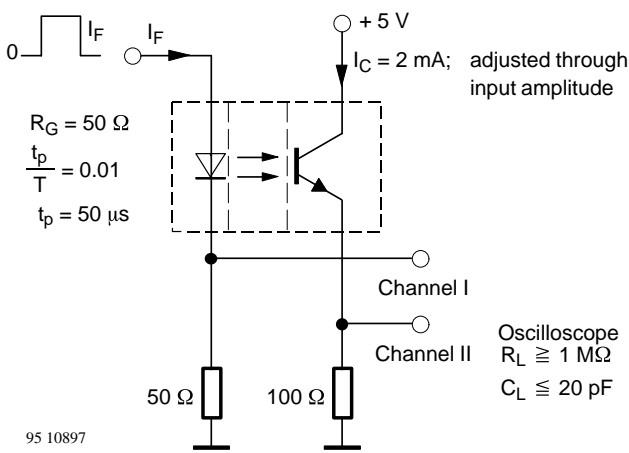 0
I_F
I_F
+ 5 V
I_C = 2 mA; adjusted through
input amplitude
R_G = 50 Ω
t_p
T = 0.01
t_p = 50 μs
Channel I
Channel II
50 Ω
100 Ω
Oscilloscope
R_L ≧ 1 MΩ
C_L ≦ 20 pF
95 10897